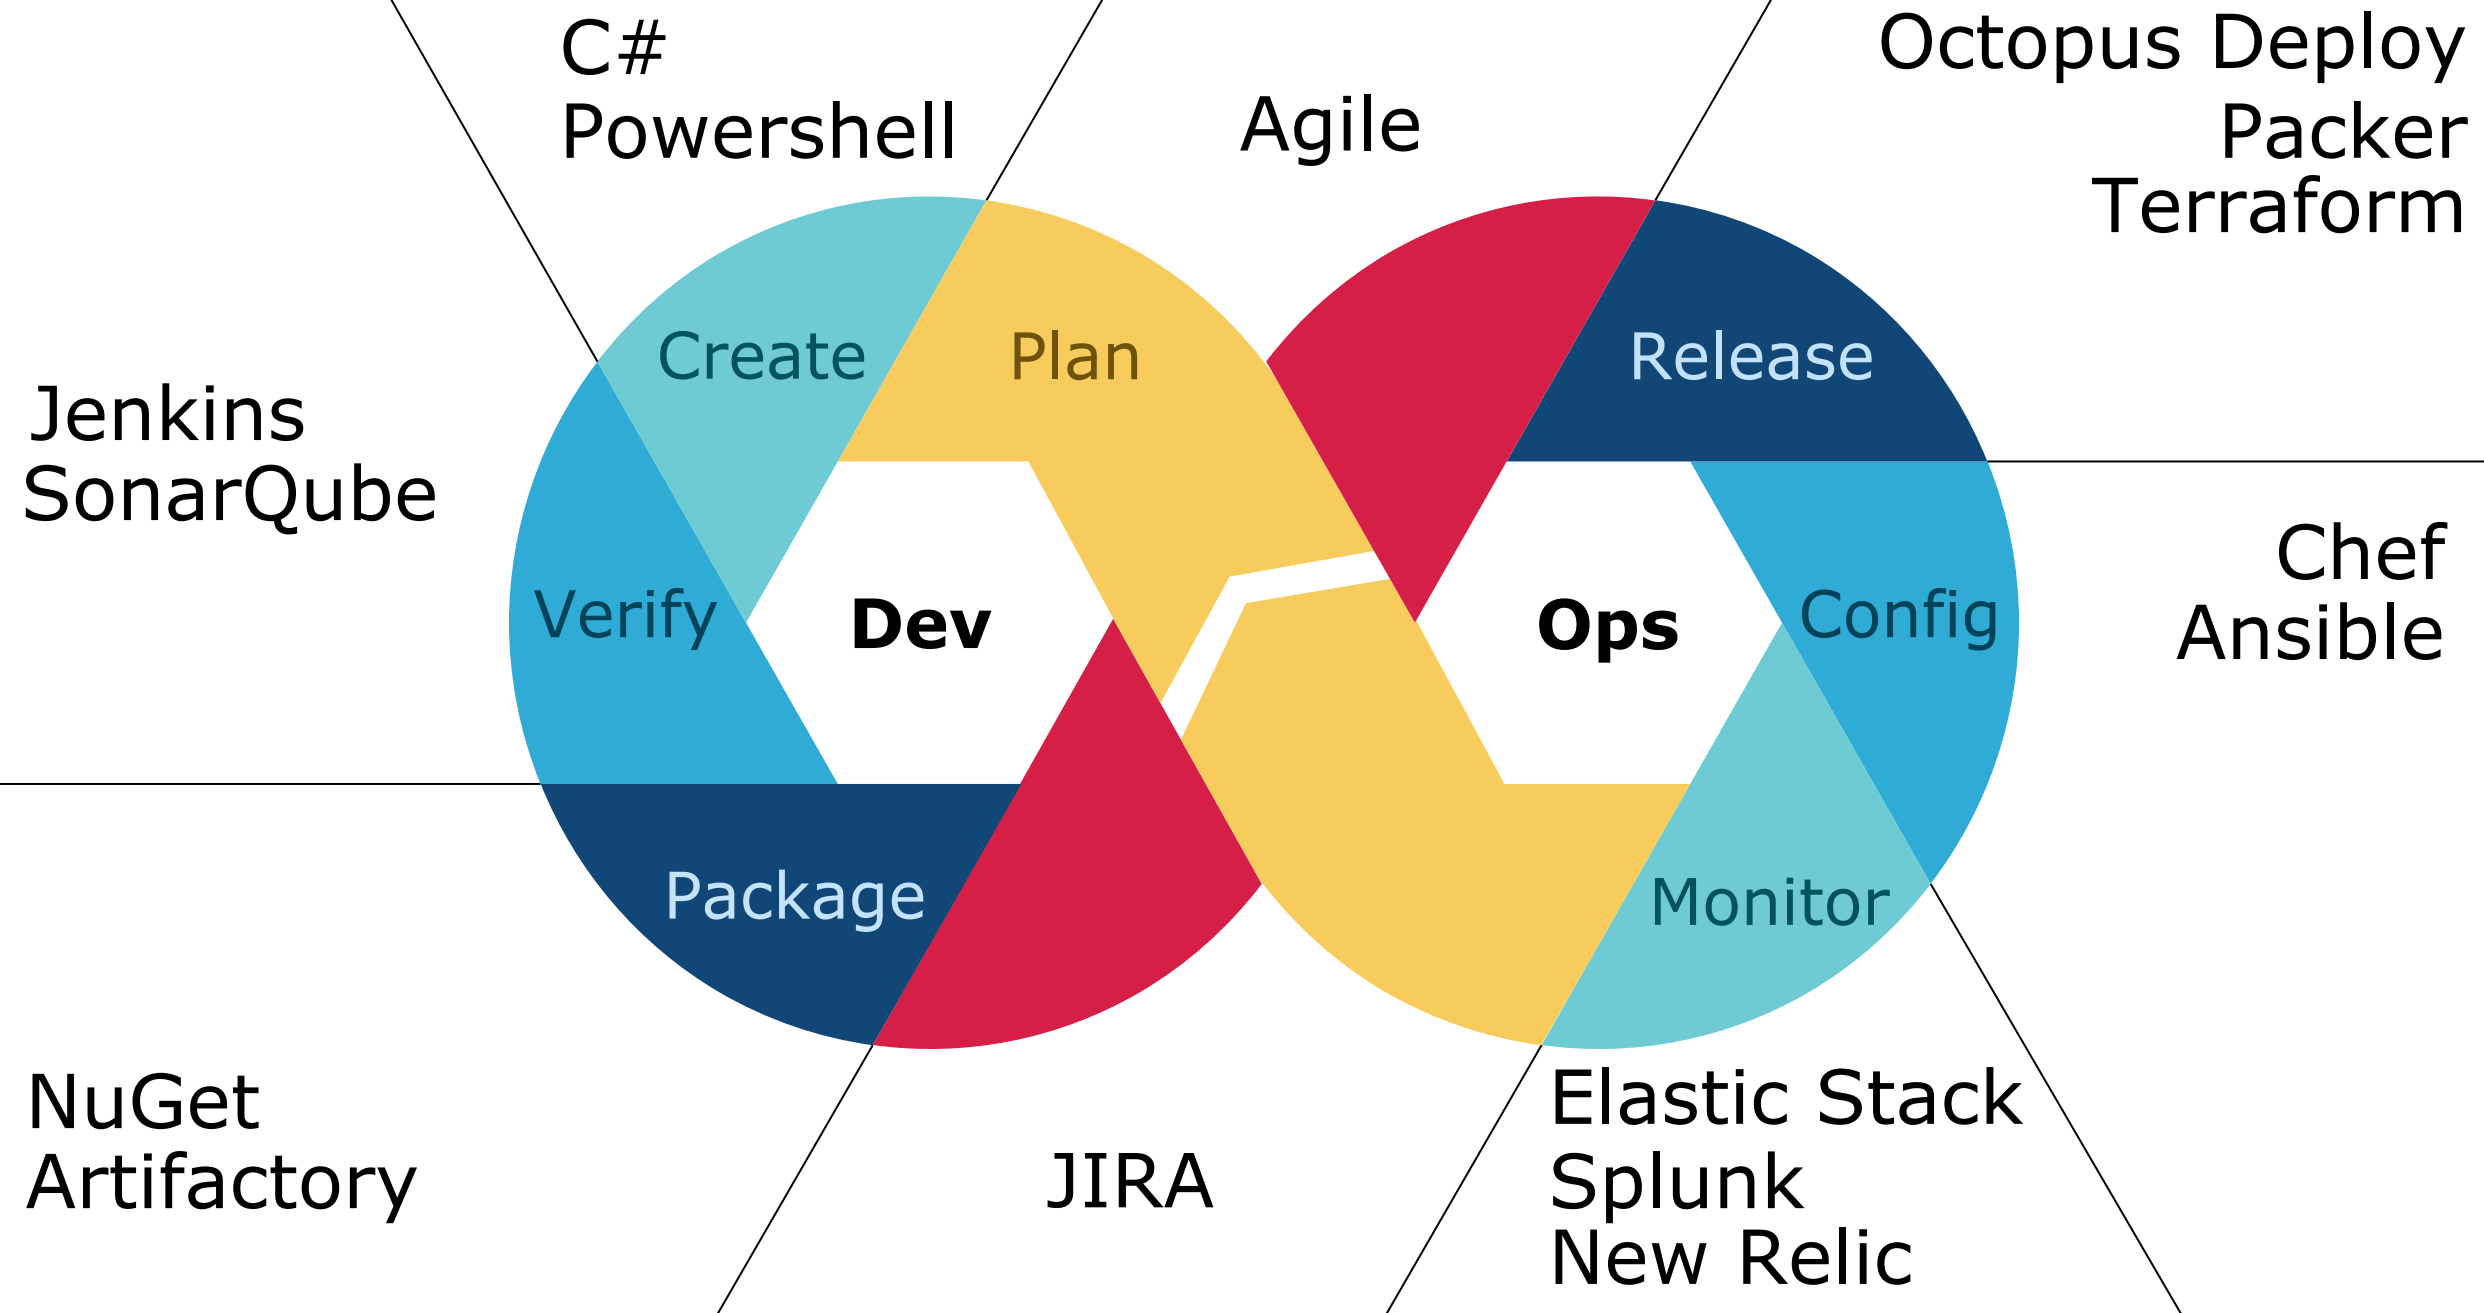 C#
Powershell
Agile
Octopus Deploy
Packer
Terraform
Create
Plan
Release
Jenkins
SonarQube
Verify
Dev
Ops
Config
Chef
Ansible
Package
Monitor
NuGet
Artifactory
JIRA
Elastic Stack
Splunk
New Relic